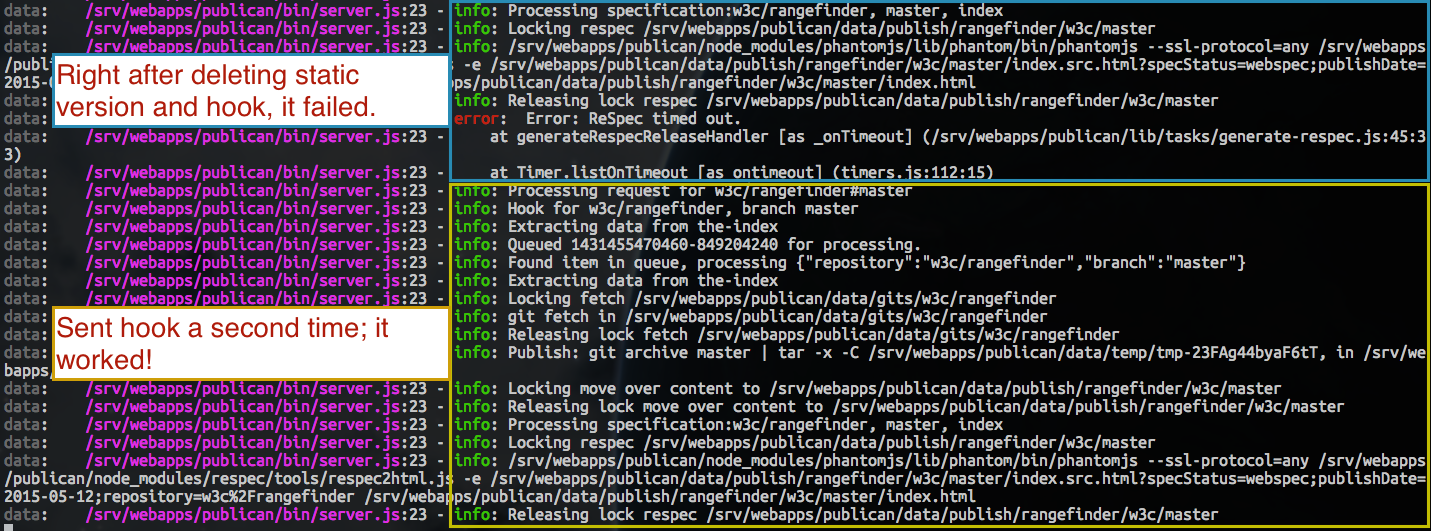 data:    /srv/webapps/publican/bin/server.js:23 - info: Processing specification:w3c/rangefinder, master, index
data:    /srv/webapps/publican/bin/server.js:23 - info: Locking respec /srv/webapps/publican/data/publish/rangefinder/w3c/master
data:    /srv/webapps/publican/bin/server.js:23 - info: /srv/webapps/publican/node_modules/phantomjs/lib/phantom/bin/phantomjs --ssl-protocol=any /srv/webapps
/publ
Right after deleting static
version and hook, it failed.
-e /srv/webapps/publican/data/publish/rangefinder/w3c/master/index.src.html?specStatus=webspec;publishDate=
2015-0
pps/publican/data/publish/rangefinder/w3c/master/index.html
data: info: Releasing lock respec /srv/webapps/publican/data/publish/rangefinder/w3c/master
data: error:  Error: ReSpec timed out.
data:    /srv/webapps/publican/bin/server.js:23 -     at generateRespecReleaseHandler [as _onTimeout] (/srv/webapps/publican/lib/tasks/generate-respec.js:45:3
3)
data:    /srv/webapps/publican/bin/server.js:23 -     at Timer.listOnTimeout [as ontimeout] (timers.js:112:15)
data:    /srv/webapps/publican/bin/server.js:23 - info: Processing request for w3c/rangefinder#master
data:    /srv/webapps/publican/bin/server.js:23 - info: Hook for w3c/rangefinder, branch master
data:    /srv/webapps/publican/bin/server.js:23 - info: Extracting data from the-index
data:    /srv/webapps/publican/bin/server.js:23 - info: Queued 1431455470460-849204240 for processing.
data:    /srv/webapps/publican/bin/server.js:23 - info: Found item in queue, processing {"repository":"w3c/rangefinder","branch":"master"}
data:    /srv/webapps/publican/bin/server.js:23 - info: Extracting data from the-index
data:    /srv/webapps/publican/bin/server.js:23 - info: Locking fetch /srv/webapps/publican/data/gits/w3c/rangefinder
data: info: git fetch in /srv/webapps/publican/data/gits/w3c/rangefinder
Sent hook a second time; it
worked!
data: info: Releasing lock fetch /srv/webapps/publican/data/gits/w3c/rangefinder
data: info: Publish: git archive master | tar -x -C /srv/webapps/publican/data/temp/tmp-23FAg44byaF6tT, in /srv/we
bapps/
data:    /srv/webapps/publican/bin/server.js:23 - info: Locking move over content to /srv/webapps/publican/data/publish/rangefinder/w3c/master
data:    /srv/webapps/publican/bin/server.js:23 - info: Releasing lock move over content to /srv/webapps/publican/data/publish/rangefinder/w3c/master
data:    /srv/webapps/publican/bin/server.js:23 - info: Processing specification:w3c/rangefinder, master, index
data:    /srv/webapps/publican/bin/server.js:23 - info: Locking respec /srv/webapps/publican/data/publish/rangefinder/w3c/master
data:    /srv/webapps/publican/bin/server.js:23 - info: /srv/webapps/publican/node_modules/phantomjs/lib/phantom/bin/phantomjs --ssl-protocol=any /srv/webapps
/publican/node_modules/respec/tools/respec2html.js -e /srv/webapps/publican/data/publish/rangefinder/w3c/master/index.src.html?specStatus=webspec;publishDate=
2015-05-12;repository=w3c%2Frangefinder /srv/webapps/publican/data/publish/rangefinder/w3c/master/index.html
data:    /srv/webapps/publican/bin/server.js:23 - info: Releasing lock respec /srv/webapps/publican/data/publish/rangefinder/w3c/master